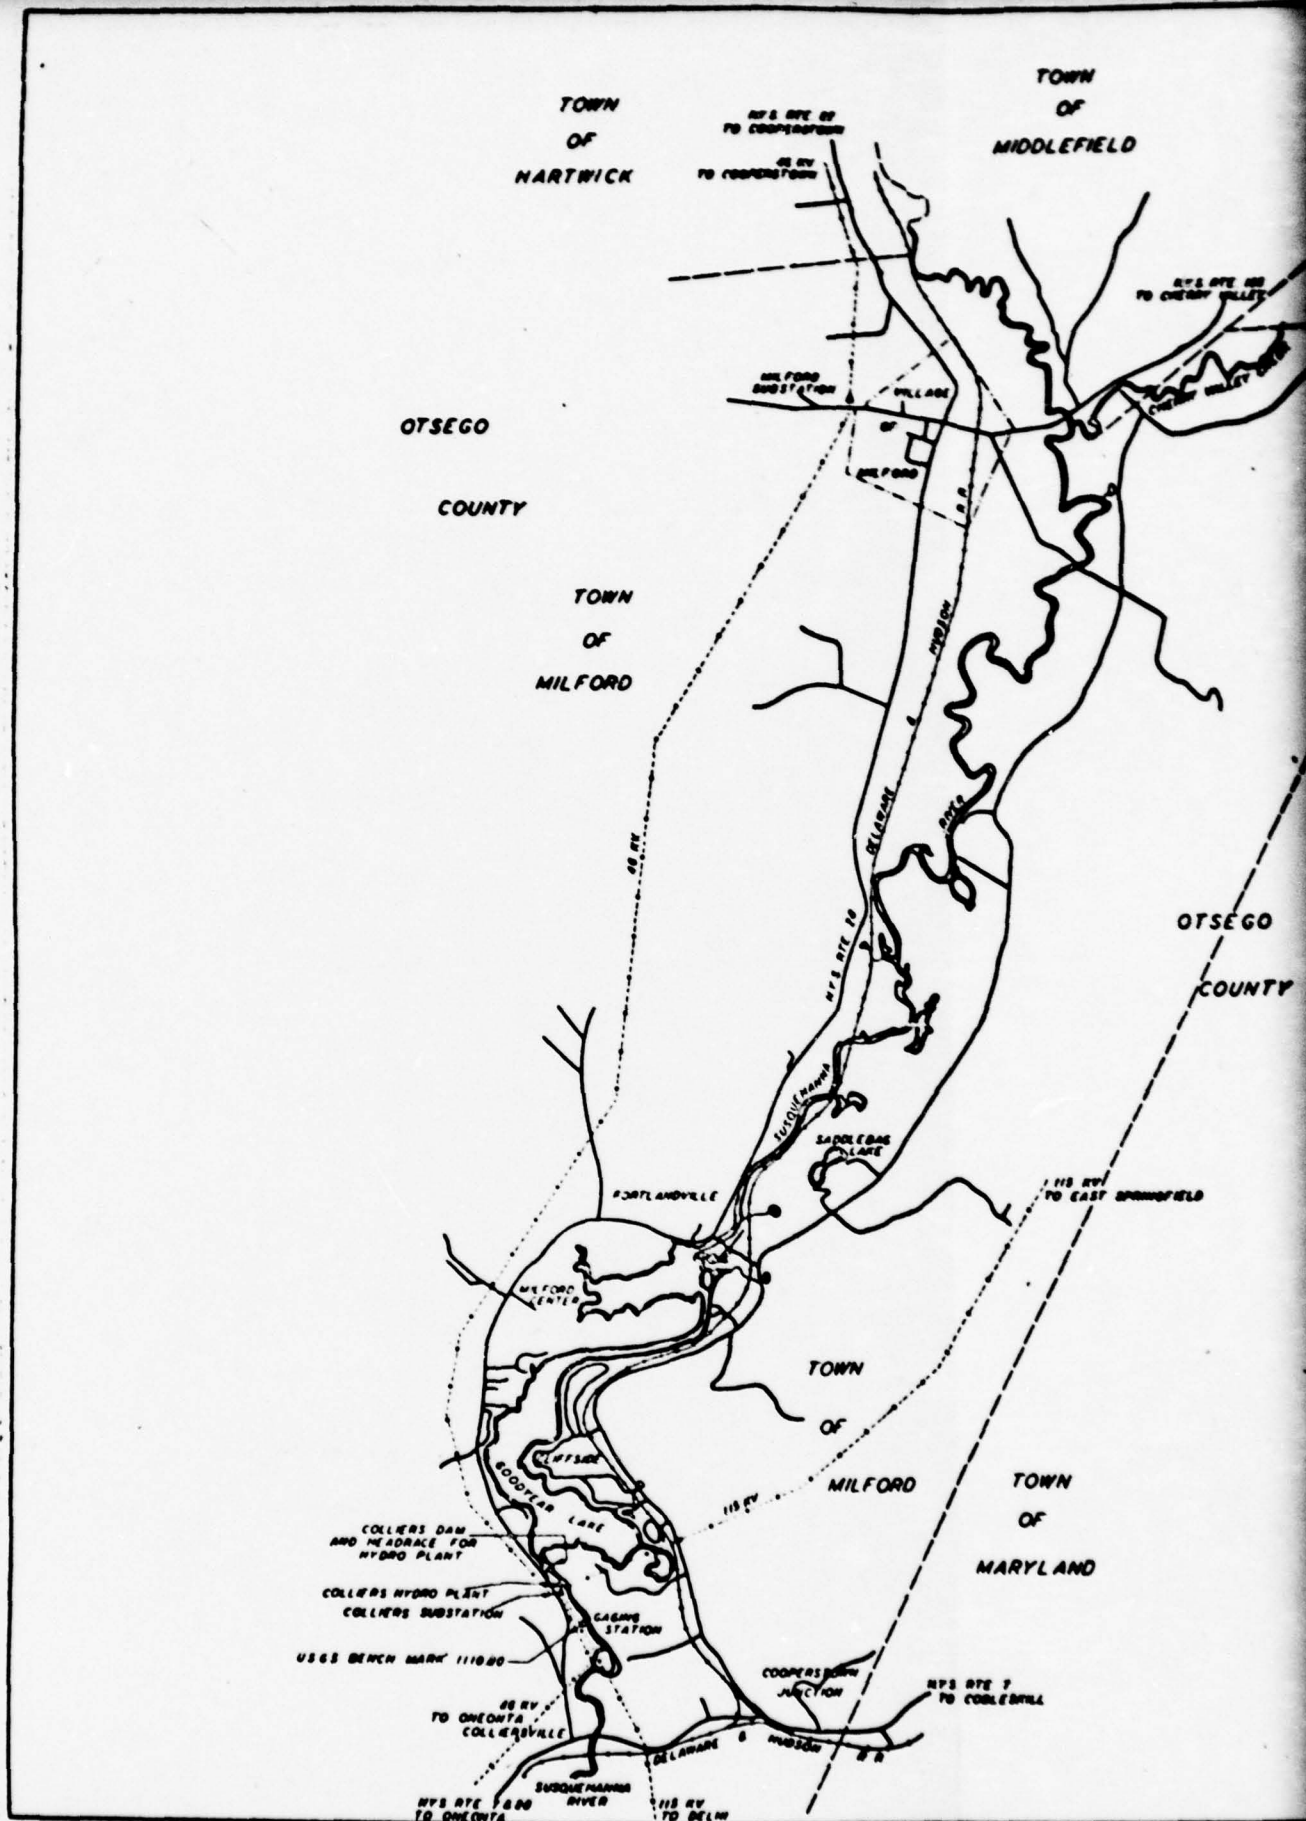 TOWN
OF
HARTWICK
TO COOPERSTOWN
TO COOPERSTOWN
TOWN
OF
MIDDLEFIELD
N.Y.S. RTE.
TO CHERRY VALLEY
CHERRY VALLEY CREEK
MILFORD
SUBSTATION
VILLAGE
OF
MILFORD
OTSEGO
COUNTY
TOWN
OF
MILFORD
R.R.
HUDSON
&
DELAWARE
RIVER
KV
NYS RTE 28
SUSQUEHANNA
OTSEGO
COUNTY
SADDLEBAG
LAKE
PORTLANDVILLE
115 KV
TO EAST SPRINGFIELD
MILFORD
CENTER
TOWN
OF
MILFORD
CLIFFSIDE
GOODYEAR
LAKE
115 KV
TOWN
OF
MARYLAND
COLLIERS DAM
AND HEADRACE FOR
HYDRO PLANT
COLLIERS HYDRO PLANT
COLLIERS SUBSTATION
GAGING
STATION
USGS BENCH MARK
KV
TO ONEONTA
COLLIERSVILLE
COOPERSTOWN
JUNCTION
NYS RTE 7
TO COBLESKILL
DELAWARE & HUDSON R R
SUSQUEHANNA
RIVER
NYS RTE
TO ONEONTA
115 KV
TO DELHI